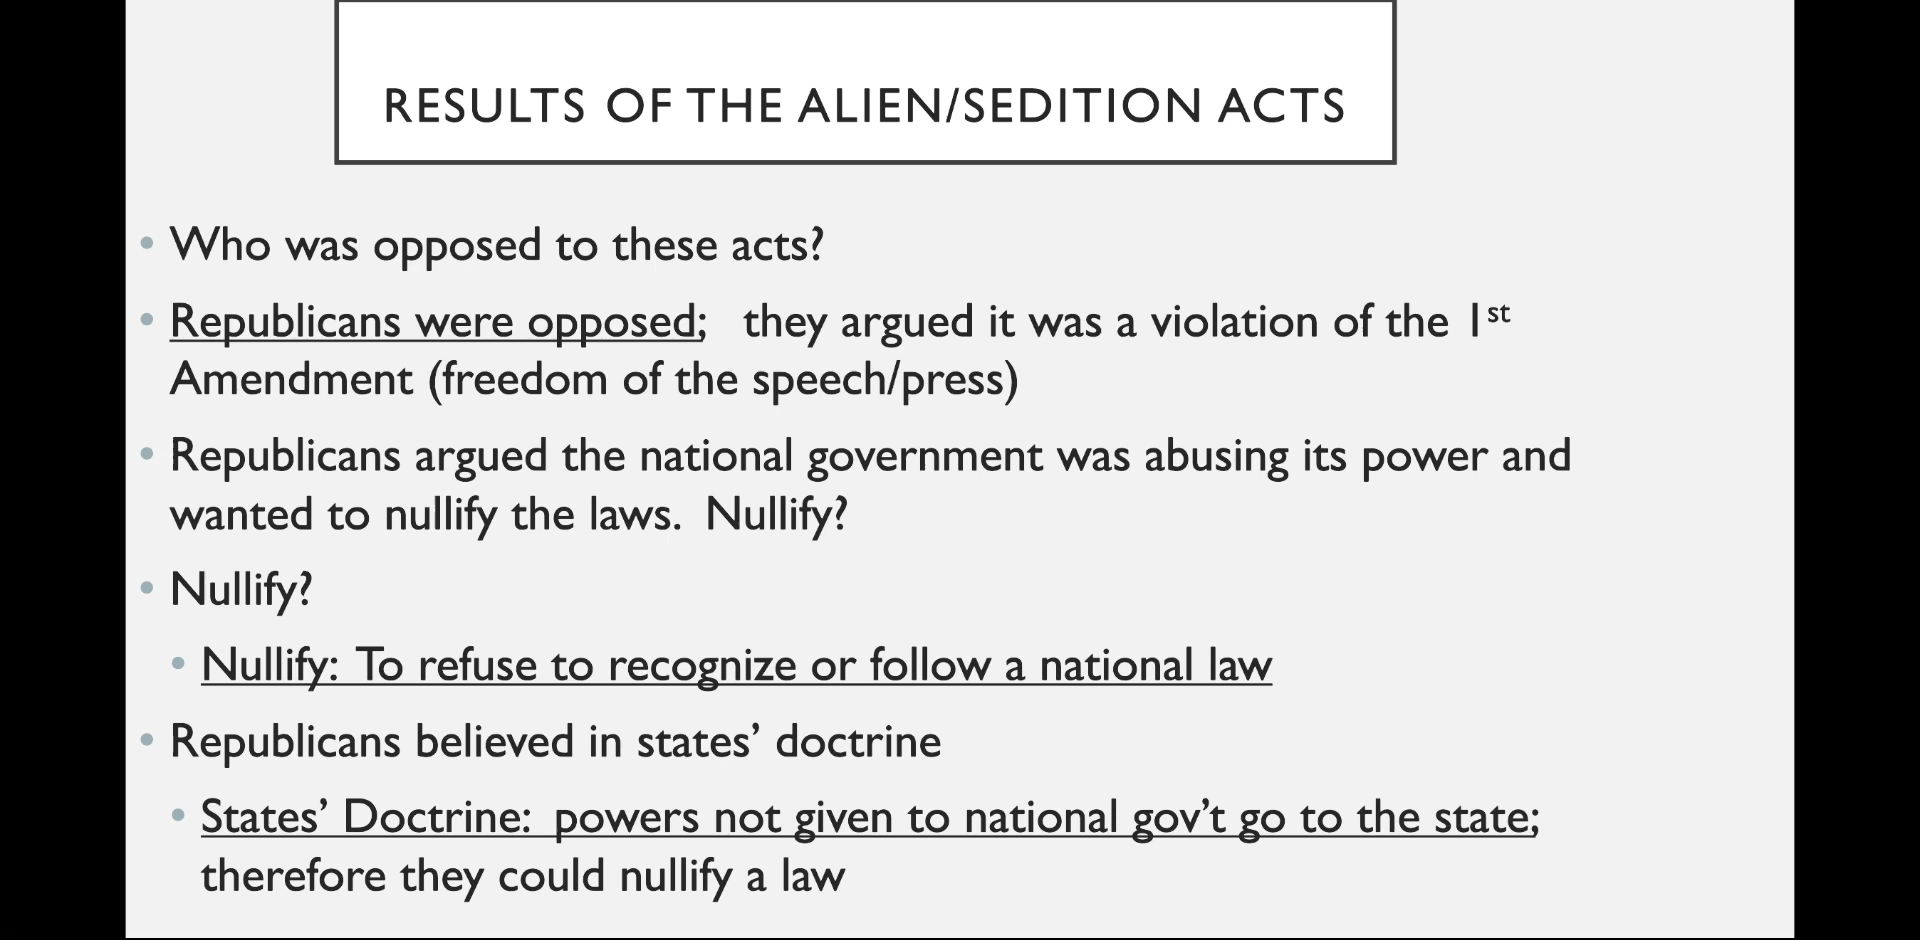 RESULTS OF THE ALIEN/SEDITION ACTS
• Who was opposed to these acts?
• Republicans were opposed; they argued it was a violation of the 1st
Amendment (freedom of the speech/press)
• Republicans argued the national government was abusing its power and
wanted to nullify the laws. Nullify?
• Nullify?
• Nullify: To refuse to recognize or follow a national law
• Republicans believed in states’ doctrine
• States’ Doctrine: powers not given to national gov’t go to the state;
therefore they could nullify a law